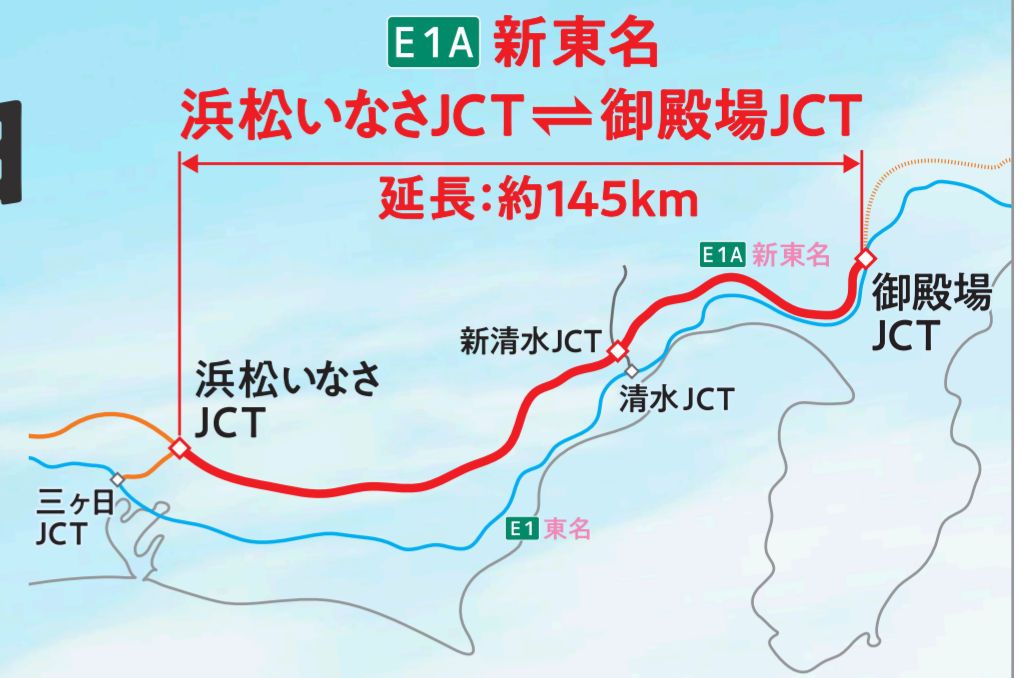 E1A 新東名
浜松いなさJCT⇌御殿場JCT
延長：約145km
E1A 新東名
御殿場
JCT
新清水JCT
清水JCT
浜松いなさ
JCT
三ヶ日
JCT
E1 東名